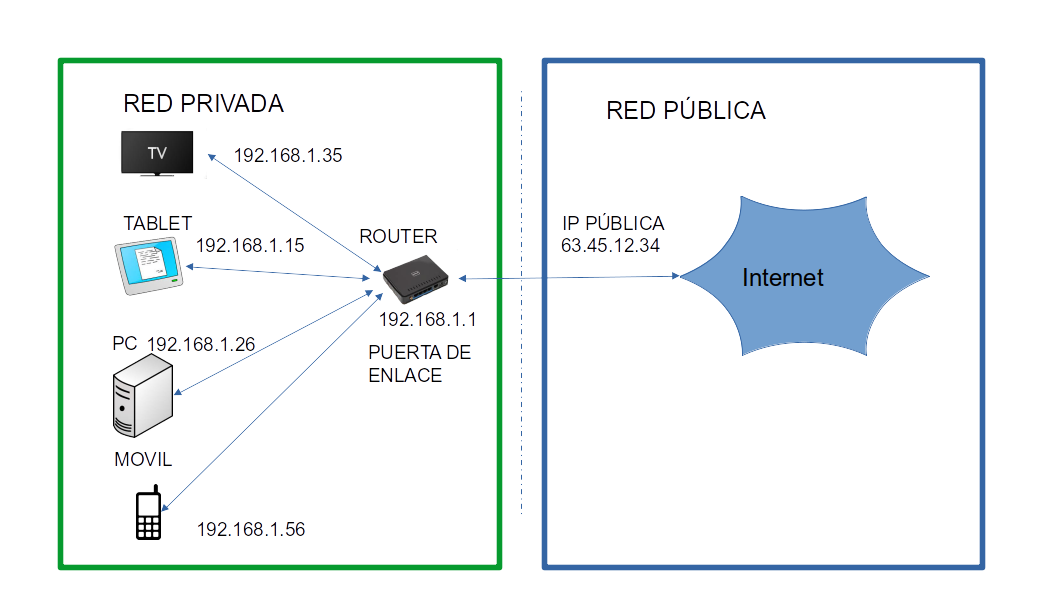 RED PRIVADA
TV
192.168.1.35
TABLET
192.168.1.15
ROUTER
192.168.1.1
PUERTA DE
ENLACE
PC 192.168.1.26
MOVIL
192.168.1.56
RED PÚBLICA
IP PÚBLICA
63.45.12.34
Internet